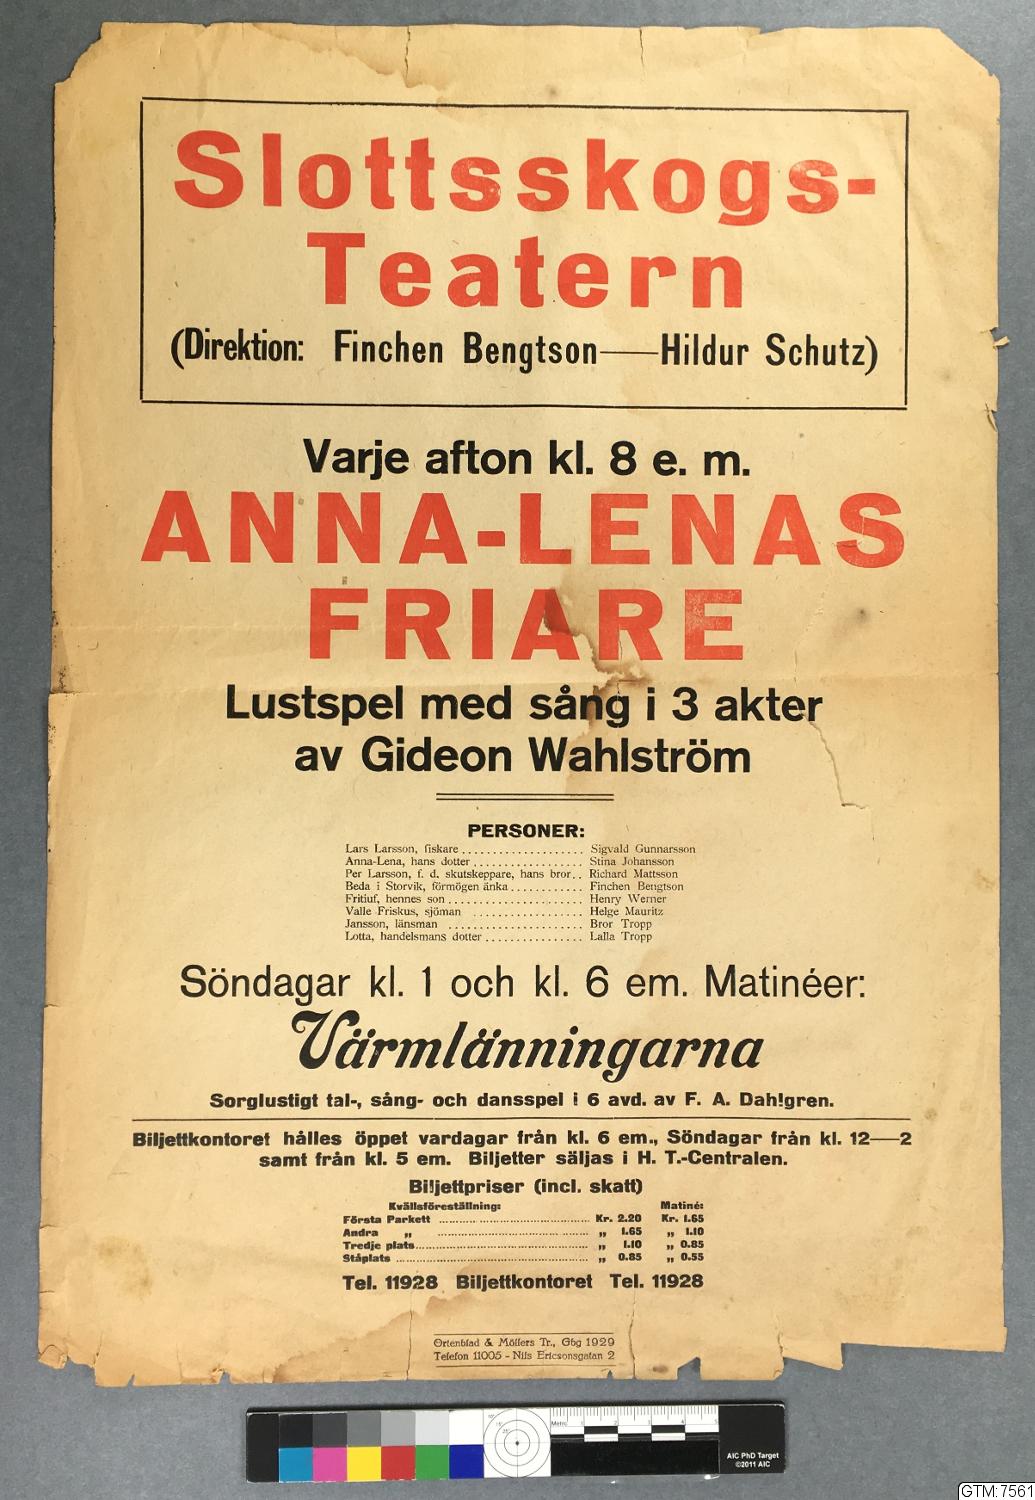 Slottsskogs-
Teatern
(Direktion: Finchen Bengtson—Hildur Schutz)
Varje afton kl. 8 e. m.
ANNA-LENAS
FRIARE
Lustspel med sång i 3 akter
av Gideon Wahlström
PERSONER:
Lars Larsson, fiskare .................... Sigvald Gunnarsson
Anna-Lena, hans dotter .................. Stina Johansson
Per Larsson, f. d. skutskeppare, hans bror.. Richard Mattsson
Beda i Storvik, förmögen änka............ Finchen Bengtson
Fritiuf, hennes son ...................... Henry Werner
Valle Friskus, sjöman .................. Helge Mauritz
Jansson, länsman ...................... Bror Tropp
Lotta, handelsmans dotter ................ Lalla Tropp
Söndagar kl. 1 och kl. 6 em. Matinéer:
Värmlänningarna
Sorglustigt tal-, sång- och dansspel i 6 avd. av F. A. Dahlgren.
Biljettkontoret hålles öppet vardagar från kl. 6 em., Söndagar från kl. 12—2
samt från kl. 5 em. Biljetter säljas i H. T.-Centralen.
Biljettpriser (incl. skatt)
Kvällsföreställning: Matiné:
Första Parkett .................... Kr. 2.20 Kr. 1.65
Andra „ .................... „ 1.65 „ 1.10
Tredje plats.................... „ 1.10 „ 0.85
Ståplats .................... „ 0.85 „ 0.55
Tel. 11928 Biljettkontoret Tel. 11928
Ortenblad & Möllers Tr., Gbg 1929
Telefon 11005 - Nils Ericsonsgatan 2
AIC PhD Target
©2011 AIC
GTM:7561